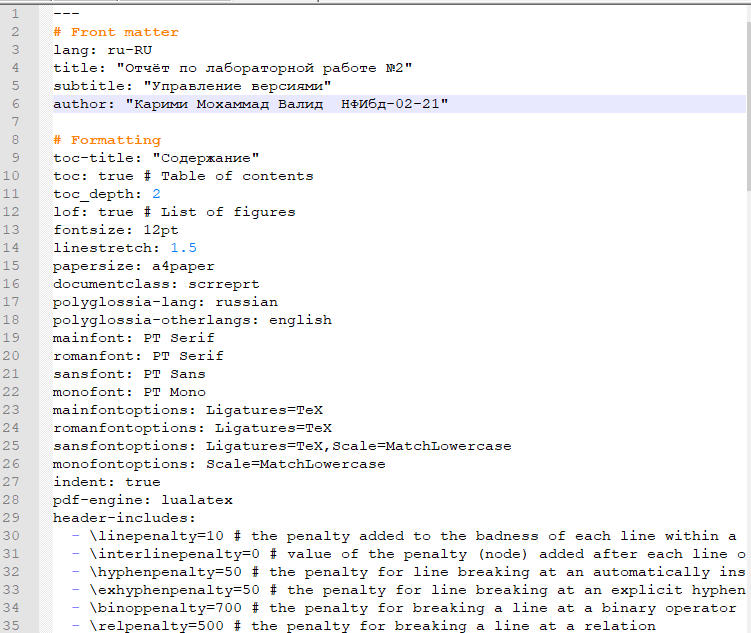 1 ---
2 # Front matter
3 lang: ru-RU
4 title: "Отчёт по лабораторной работе №2"
5 subtitle: "Управление версиями"
6 author: "Карими Мохаммад Валид  НФИбд-02-21"
7
8 # Formatting
9 toc-title: "Содержание"
10 toc: true # Table of contents
11 toc_depth: 2
12 lof: true # List of figures
13 fontsize: 12pt
14 linestretch: 1.5
15 papersize: a4paper
16 documentclass: scrreprt
17 polyglossia-lang: russian
18 polyglossia-otherlangs: english
19 mainfont: PT Serif
20 romanfont: PT Serif
21 sansfont: PT Sans
22 monofont: PT Mono
23 mainfontoptions: Ligatures=TeX
24 romanfontoptions: Ligatures=TeX
25 sansfontoptions: Ligatures=TeX,Scale=MatchLowercase
26 monofontoptions: Scale=MatchLowercase
27 indent: true
28 pdf-engine: lualatex
29 header-includes:
30   - \linepenalty=10 # the penalty added to the badness of each line within a
31   - \interlinepenalty=0 # value of the penalty (node) added after each line o
32   - \hyphenpenalty=50 # the penalty for line breaking at an automatically ins
33   - \exhyphenpenalty=50 # the penalty for line breaking at an explicit hyphen
34   - \binoppenalty=700 # the penalty for breaking a line at a binary operator
35   - \relpenalty=500 # the penalty for breaking a line at a relation